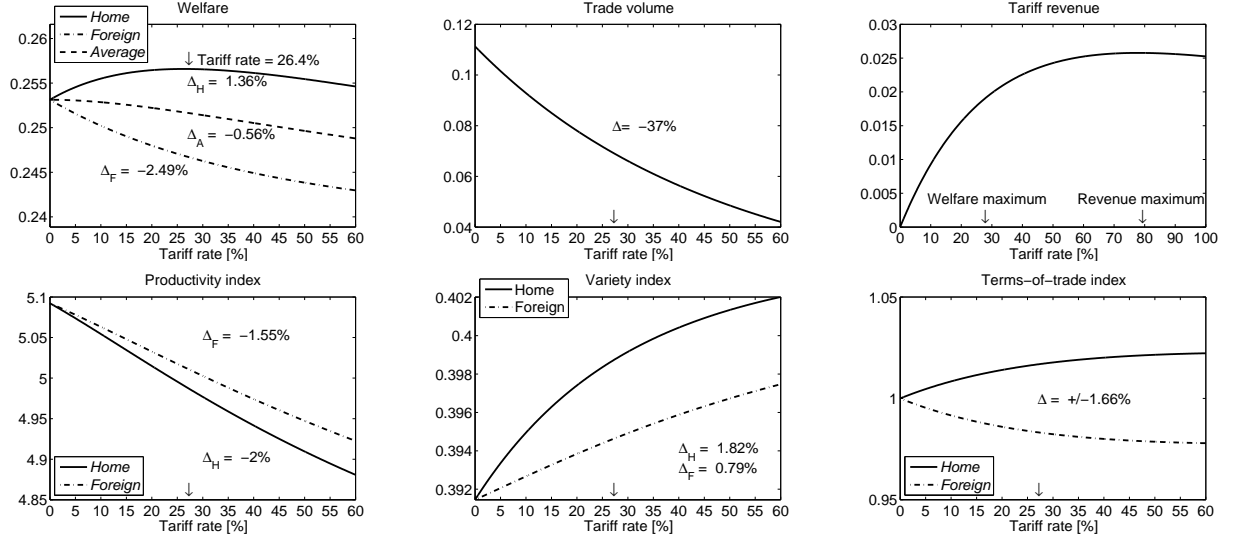 Welfare
Home
Foreign
Average
↓ Tariff rate = 26.4%
Δ_H = 1.36%
Δ_A = −0.56%
Δ_F = −2.49%
0.26
0.255
0.25
0.245
0.24
0 5 10 15 20 25 30 35 40 45 50 55 60
Tariff rate [%]
Trade volume
0.12
0.1
0.08
0.06
0.04
Δ= −37%
↓
0 5 10 15 20 25 30 35 40 45 50 55 60
Tariff rate [%]
Tariff revenue
0.03
0.025
0.02
0.015
0.01
0.005
0
Welfare maximum
↓
Revenue maximum
↓
0 10 20 30 40 50 60 70 80 90 100
Tariff rate [%]
Productivity index
5.1
5.05
5
4.95
4.9
4.85
Δ_F = −1.55%
Δ_H = −2%
Home
Foreign
↓
0 5 10 15 20 25 30 35 40 45 50 55 60
Tariff rate [%]
Variety index
Home
Foreign
0.402
0.4
0.398
0.396
0.394
0.392
Δ_H = 1.82%
Δ_F = 0.79%
↓
0 5 10 15 20 25 30 35 40 45 50 55 60
Tariff rate [%]
Terms−of−trade index
1.05
1
0.95
Δ = +/−1.66%
Home
Foreign
↓
0 5 10 15 20 25 30 35 40 45 50 55 60
Tariff rate [%]